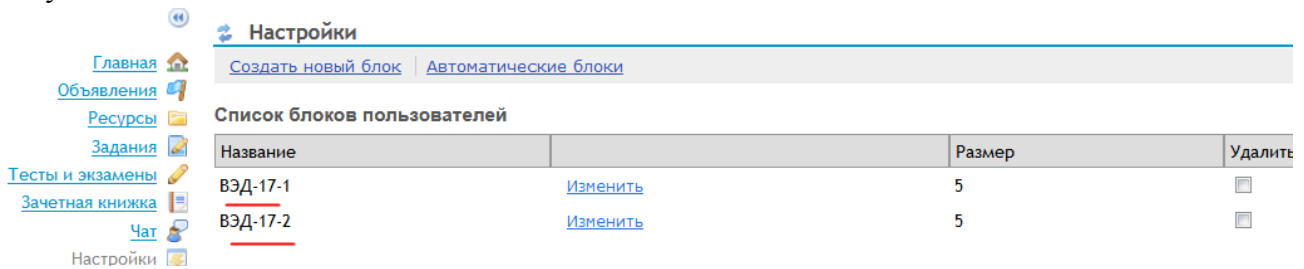 Настройки
Создать новый блок | Автоматические блоки
Список блоков пользователей
Название Размер Удалить
ВЭД-17-1 Изменить 5
ВЭД-17-2 Изменить 5
Главная
Объявления
Ресурсы
Задания
Тесты и экзамены
Зачетная книжка
Чат
Настройки